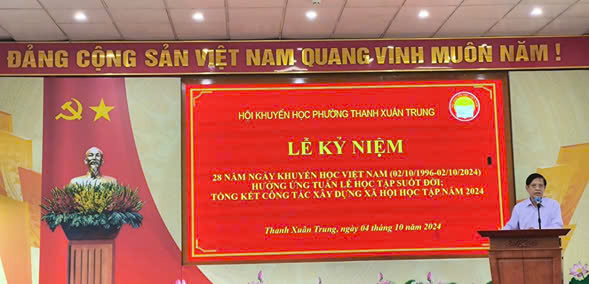 ĐẢNG CỘNG SẢN VIỆT NAM QUANG VINH MUÔN NĂM !
HỘI KHUYẾN HỌC PHƯỜNG THANH XUÂN TRUNG
LỄ KỶ NIỆM
28 NĂM NGÀY KHUYẾN HỌC VIỆT NAM (02/10/1996-02/10/2024)
HƯỞNG ỨNG TUẦN LỄ HỌC TẬP SUỐT ĐỜI;
TỔNG KẾT CÔNG TÁC XÂY DỰNG XÃ HỘI HỌC TẬP NĂM 2024
Thanh Xuân Trung, ngày 04 tháng 10 năm 2024